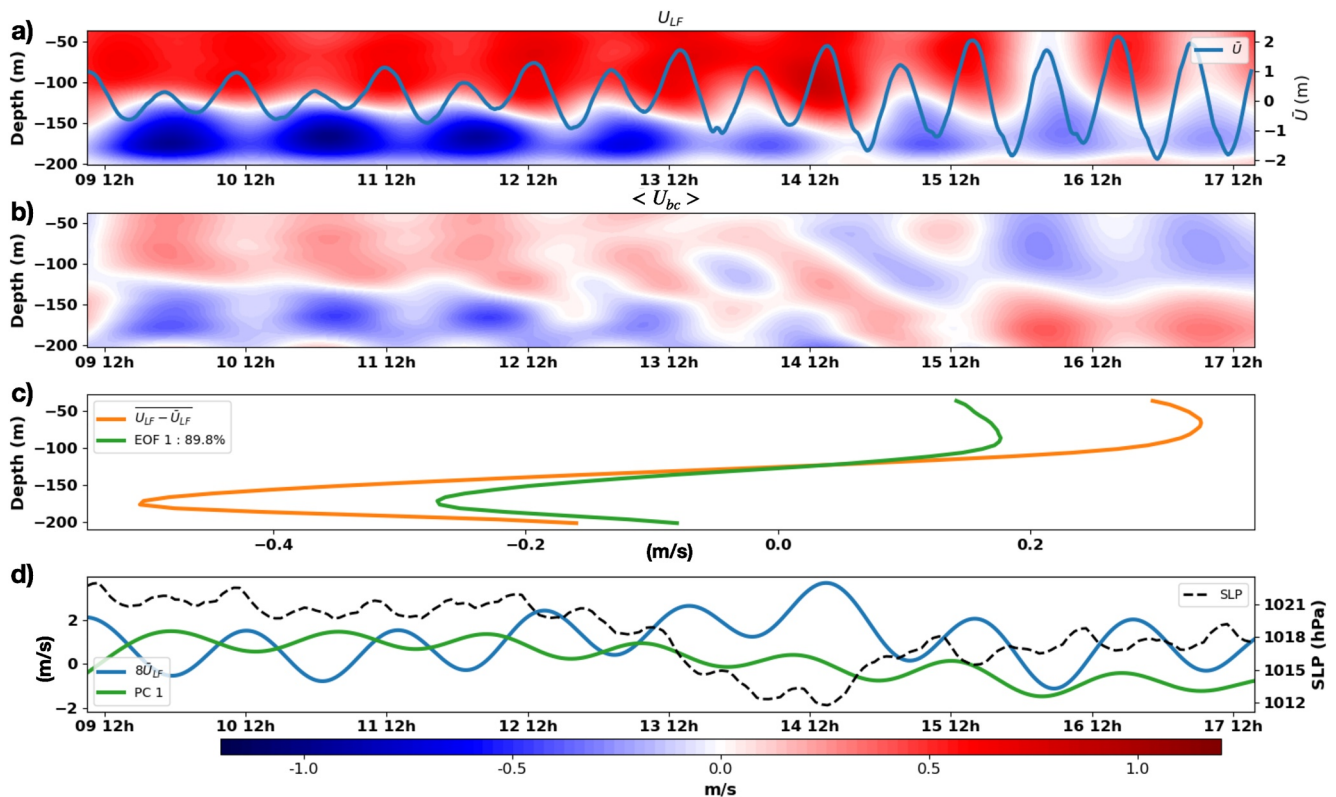 a)
U_LF
Depth (m)
−50
−100
−150
−200
Ū
2
1
0
−1
−2
Ū (m)
09 12h 10 12h 11 12h 12 12h 13 12h 14 12h 15 12h 16 12h 17 12h
b)
< U_bc >
Depth (m)
−50
−100
−150
−200
09 12h 10 12h 11 12h 12 12h 13 12h 14 12h 15 12h 16 12h 17 12h
c)
Depth (m)
−50
−100
−150
−200
\overline{U_LF − Ū_LF}
EOF 1 : 89.8%
−0.4 −0.2 0.0 0.2
(m/s)
d)
(m/s)
2
0
−2
8Ū_LF
PC 1
SLP
1021
1018
1015
1012
SLP (hPa)
09 12h 10 12h 11 12h 12 12h 13 12h 14 12h 15 12h 16 12h 17 12h
-1.0 -0.5 0.0 0.5 1.0
m/s